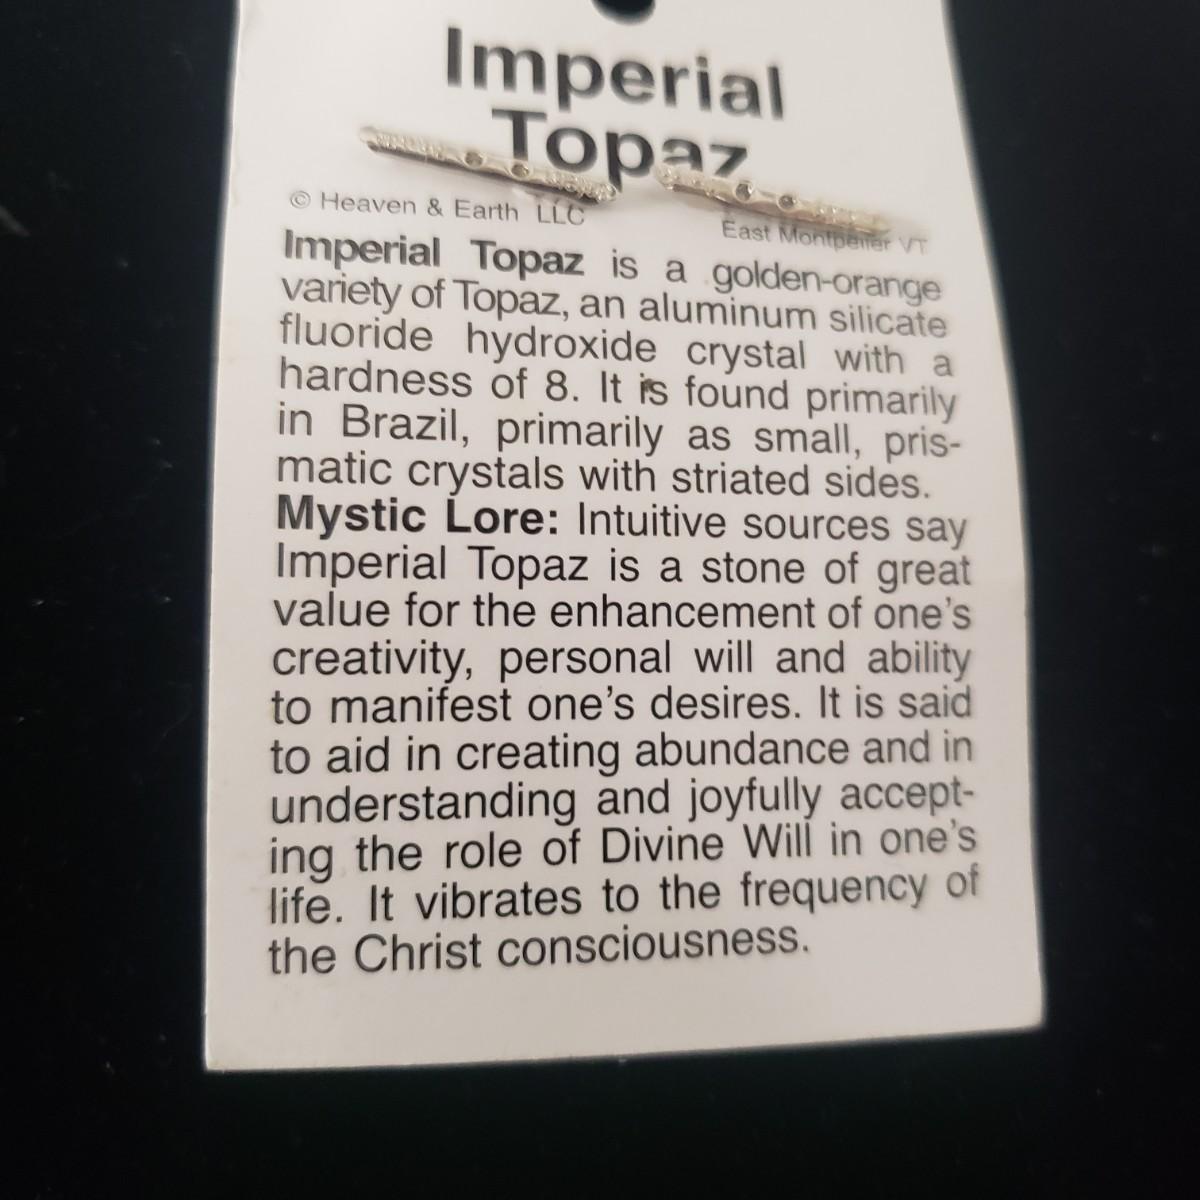 Imperial
Topaz
© Heaven & Earth LLC
East Montpelier VT
Imperial Topaz is a golden-orange
variety of Topaz, an aluminum silicate
fluoride hydroxide crystal with a
hardness of 8. It is found primarily
in Brazil, primarily as small, pris-
matic crystals with striated sides.
Mystic Lore: Intuitive sources say
Imperial Topaz is a stone of great
value for the enhancement of one's
creativity, personal will and ability
to manifest one's desires. It is said
to aid in creating abundance and in
understanding and joyfully accept-
ing the role of Divine Will in one's
life. It vibrates to the frequency of
the Christ consciousness.